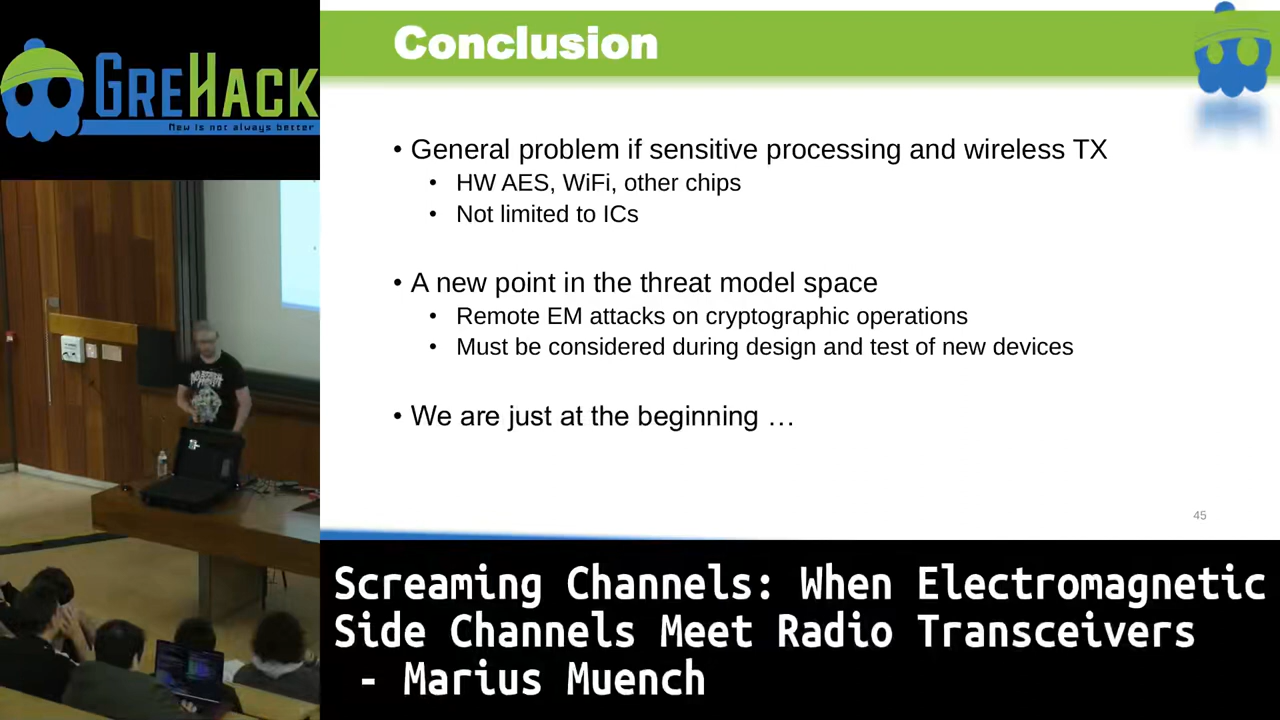 GREHACK
New is not always better
Conclusion
• General problem if sensitive processing and wireless TX
• HW AES, WiFi, other chips
• Not limited to ICs
• A new point in the threat model space
• Remote EM attacks on cryptographic operations
• Must be considered during design and test of new devices
• We are just at the beginning …
45
Screaming Channels: When Electromagnetic
Side Channels Meet Radio Transceivers
- Marius Muench